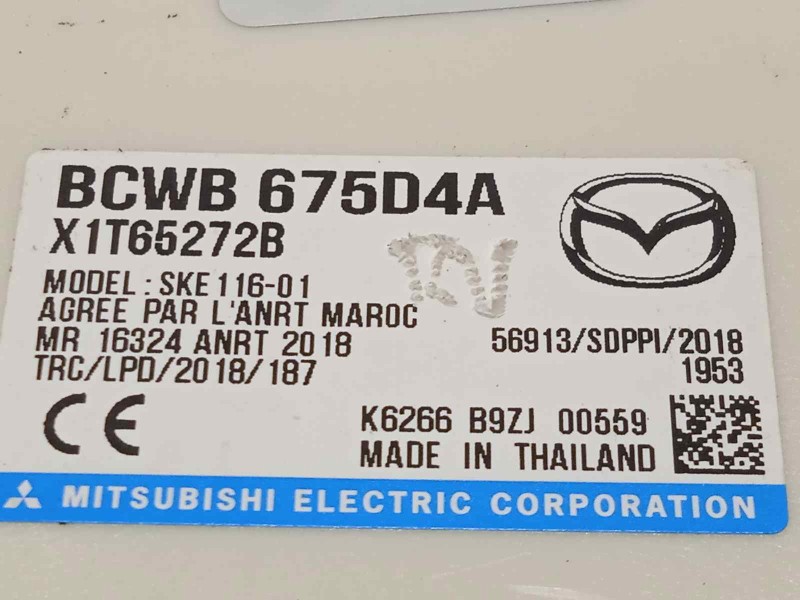 BCWB 675D4A
X1T65272B
MODEL : SKE116-01
AGREE PAR L'ANRT MAROC
MR 16324 ANRT 2018
56913/SDPPI/2018
TRC/LPD/2018/187
1953
CE
K6266 B9ZJ 00559
MADE IN THAILAND
MITSUBISHI ELECTRIC CORPORATION